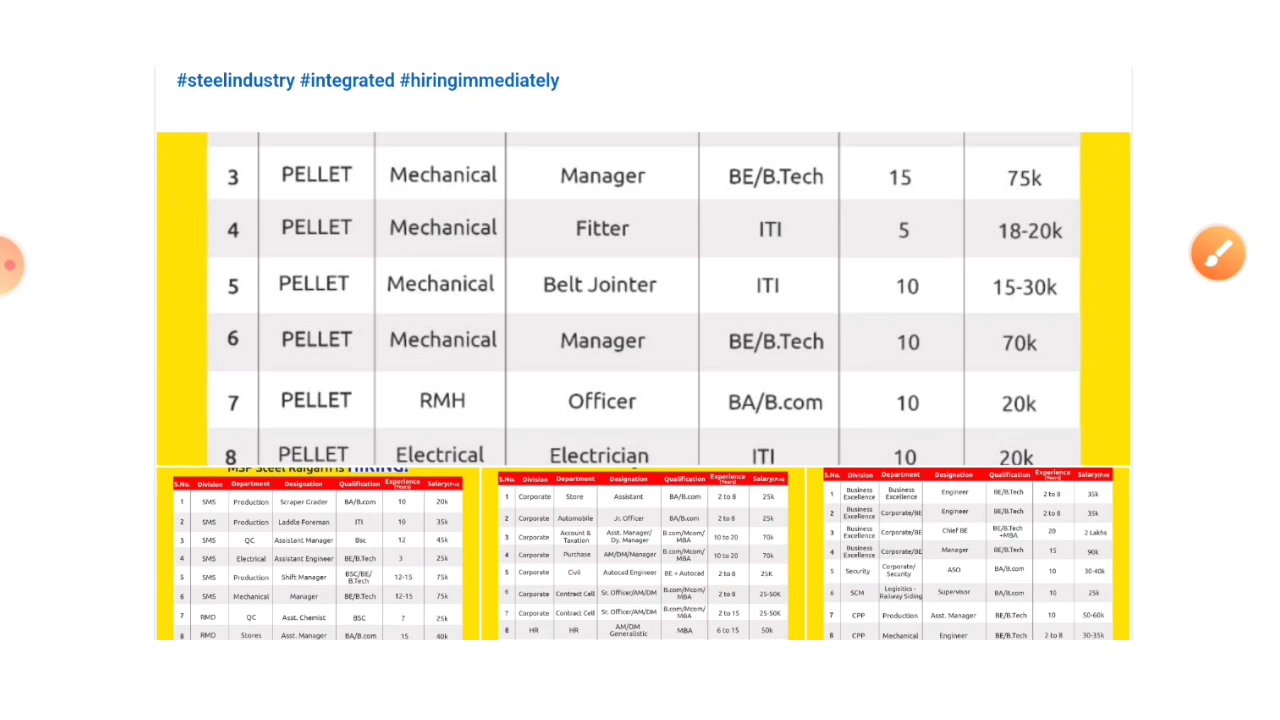 #steelindustry #integrated #hiringimmediately
3 PELLET Mechanical Manager BE/B.Tech 15 75k
4 PELLET Mechanical Fitter ITI 5 18-20k
5 PELLET Mechanical Belt Jointer ITI 10 15-30k
6 PELLET Mechanical Manager BE/B.Tech 10 70k
7 PELLET RMH Officer BA/B.com 10 20k
8 PELLET Electrical Electrician ITI 10 20k
MSP Steel Raigarh is HIRING!
S.No. Division Department Designation Qualification Experience (Years) Salary(P.m)
1 SMS Production Scraper Grader BA/B.com 10 20k
2 SMS Production Laddle Foreman ITI 10 35k
3 SMS QC Assistant Manager Bsc 12 45k
4 SMS Electrical Assistant Engineer BE/B.Tech 3 25k
5 SMS Production Shift Manager BSC/BE/ B.Tech 12-15 75k
6 SMS Mechanical Manager BE/B.Tech 12-15 75k
7 RMD QC Asst. Chemist BSC 7 25k
8 RMD Stores Asst. Manager BA/B.com 15 40k
S.No. Division Department Designation Qualification Experience (Years) Salary(P.m)
1 Corporate Store Assistant BA/B.com 2 to 8 25k
2 Corporate Automobile Jr. Officer BA/B.com 2 to 8 25k
3 Corporate Account & Taxation Asst. Manager/ Dy. Manager B.com/Mcom/ MBA 10 to 20 70k
4 Corporate Purchase AM/DM/Manager B.com/Mcom/ MBA 10 to 20 70k
5 Corporate Civil Autocad Engineer BE + Autocad 2 to 8 25K
6 Corporate Contract Cell Sr. Officer/AM/DM B.com/Mcom/ MBA 2 to 8 25-50K
7 Corporate Contract Cell Sr. Officer/AM/DM B.com/Mcom/ MBA 2 to 15 25-50K
8 HR HR AM/DM Generalistic MBA 6 to 15 50k
S.No. Division Department Designation Qualification Experience (Years) Salary(P.m)
1 Business Excellence Business Excellence Engineer BE/B.Tech 2 to 8 35k
2 Business Excellence Corporate/BE Engineer BE/B.Tech 2 to 8 35k
3 Business Excellence Corporate/BE Chief BE BE/B.Tech +MBA 20 2 Lakhs
4 Business Excellence Corporate/BE Manager BE/B.Tech 15 90k
5 Security Corporate/ Security ASO BA/B.com 10 30-40k
6 SCM Logisitics - Railway Siding Supervisor BA/B.com 10 25k
7 CPP Production Asst. Manager BE/B.Tech 10 50-60k
8 CPP Mechanical Engineer BE/B.Tech 2 to 8 30-35k